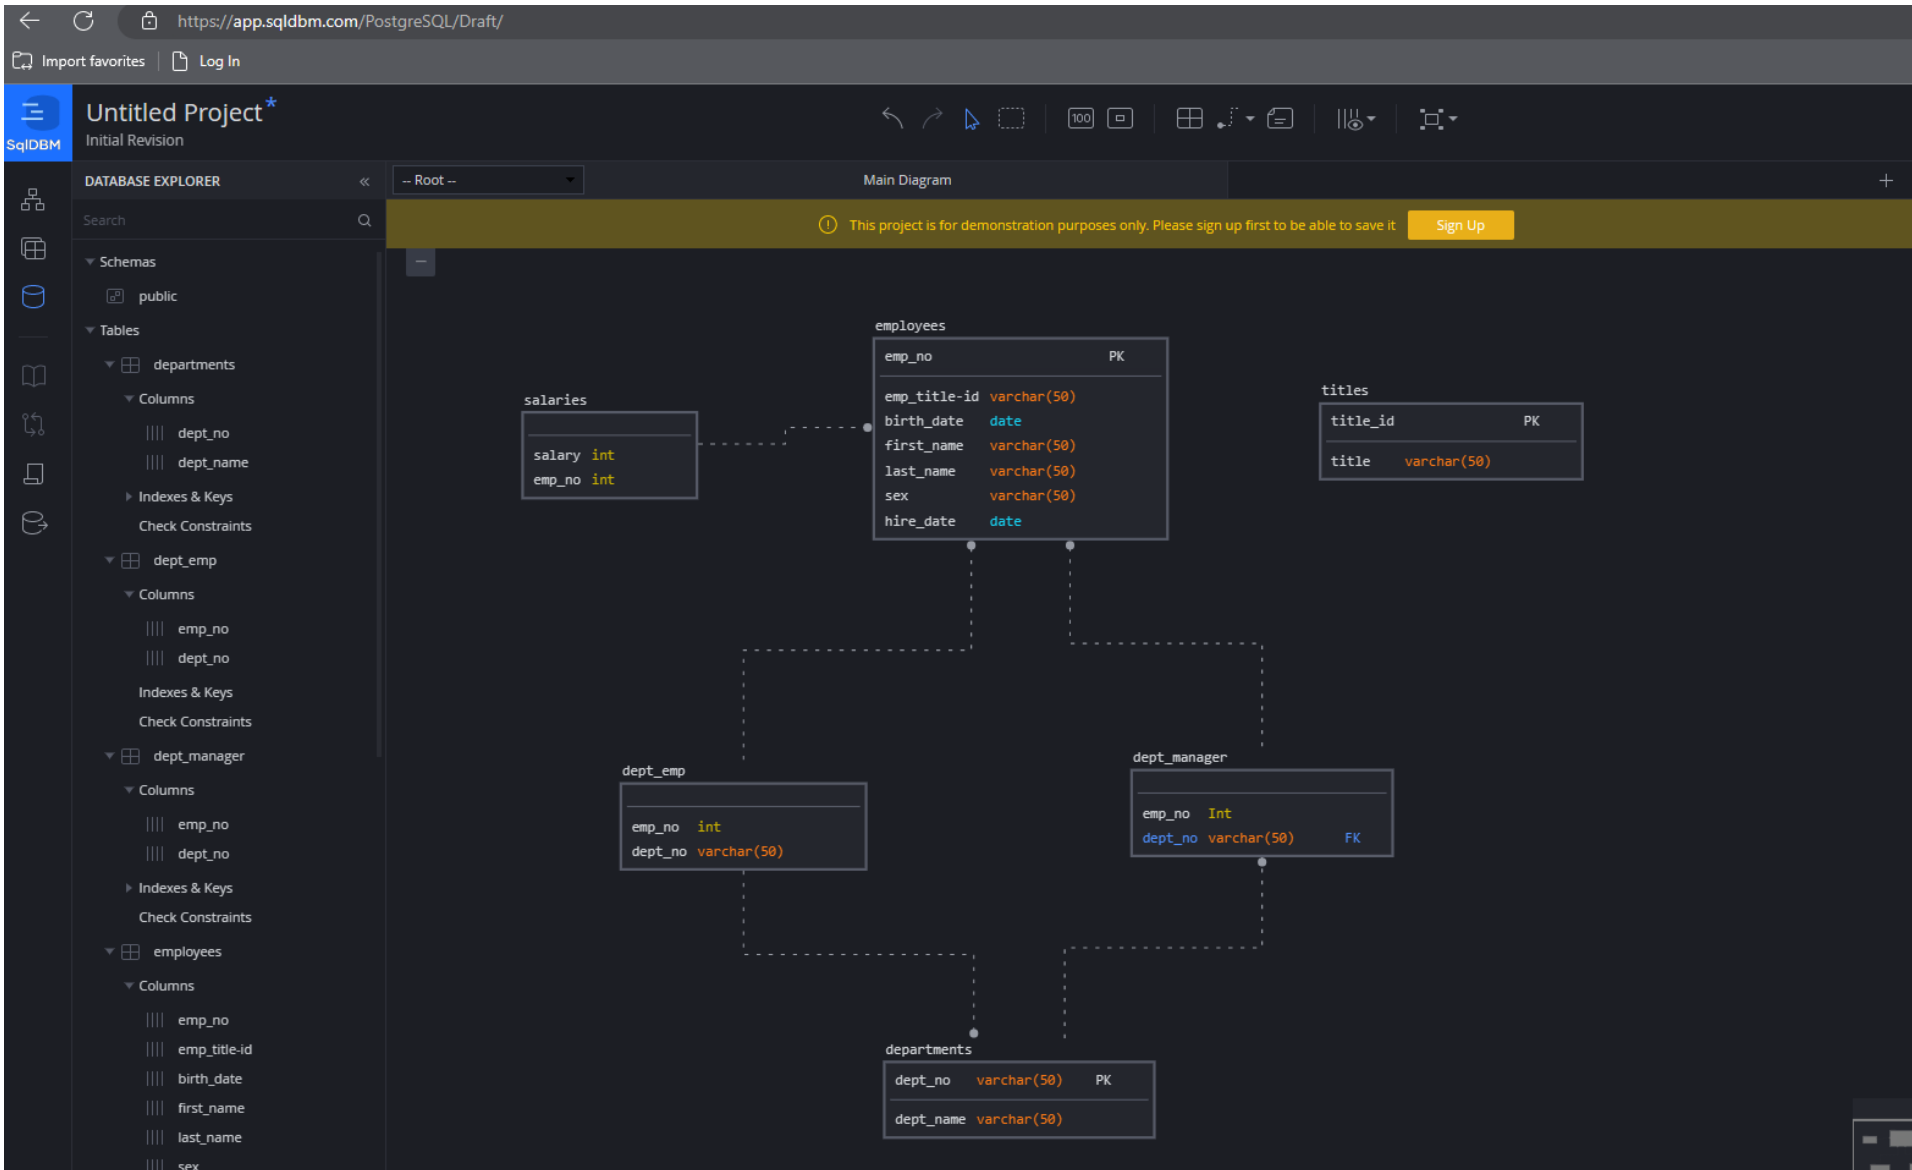 https://app.sqldbm.com/PostgreSQL/Draft/
Import favorites
Log In
SqlDBM
Untitled Project*
Initial Revision
100
DATABASE EXPLORER
«
-- Root --
Main Diagram
+
Search
This project is for demonstration purposes only. Please sign up first to be able to save it
Sign Up
Schemas
public
Tables
departments
Columns
dept_no
dept_name
Indexes & Keys
Check Constraints
dept_emp
Columns
emp_no
dept_no
Indexes & Keys
Check Constraints
dept_manager
Columns
emp_no
dept_no
Indexes & Keys
Check Constraints
employees
Columns
emp_no
emp_title-id
birth_date
first_name
last_name
sex
employees
emp_no PK
emp_title-id varchar(50)
birth_date date
first_name varchar(50)
last_name varchar(50)
sex varchar(50)
hire_date date
salaries
salary int
emp_no int
titles
title_id PK
title varchar(50)
dept_emp
emp_no int
dept_no varchar(50)
dept_manager
emp_no Int
dept_no varchar(50) FK
departments
dept_no varchar(50) PK
dept_name varchar(50)